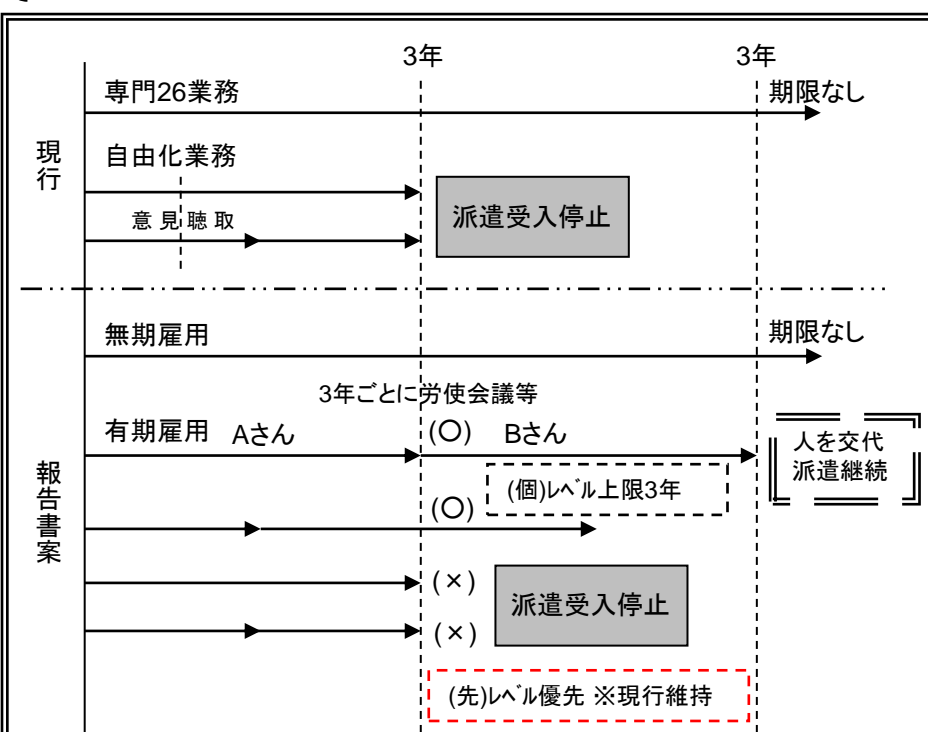 3年
3年
専門26業務
期限なし
現行
自由化業務
意見聴取
派遣受入停止
無期雇用
期限なし
3年ごとに労使会議等
有期雇用
Aさん
(〇)
Bさん
人を交代
派遣継続
(個)ﾚﾍﾞﾙ上限3年
報告書案
(〇)
(×)
派遣受入停止
(×)
(先)ﾚﾍﾞﾙ優先 ※現行維持